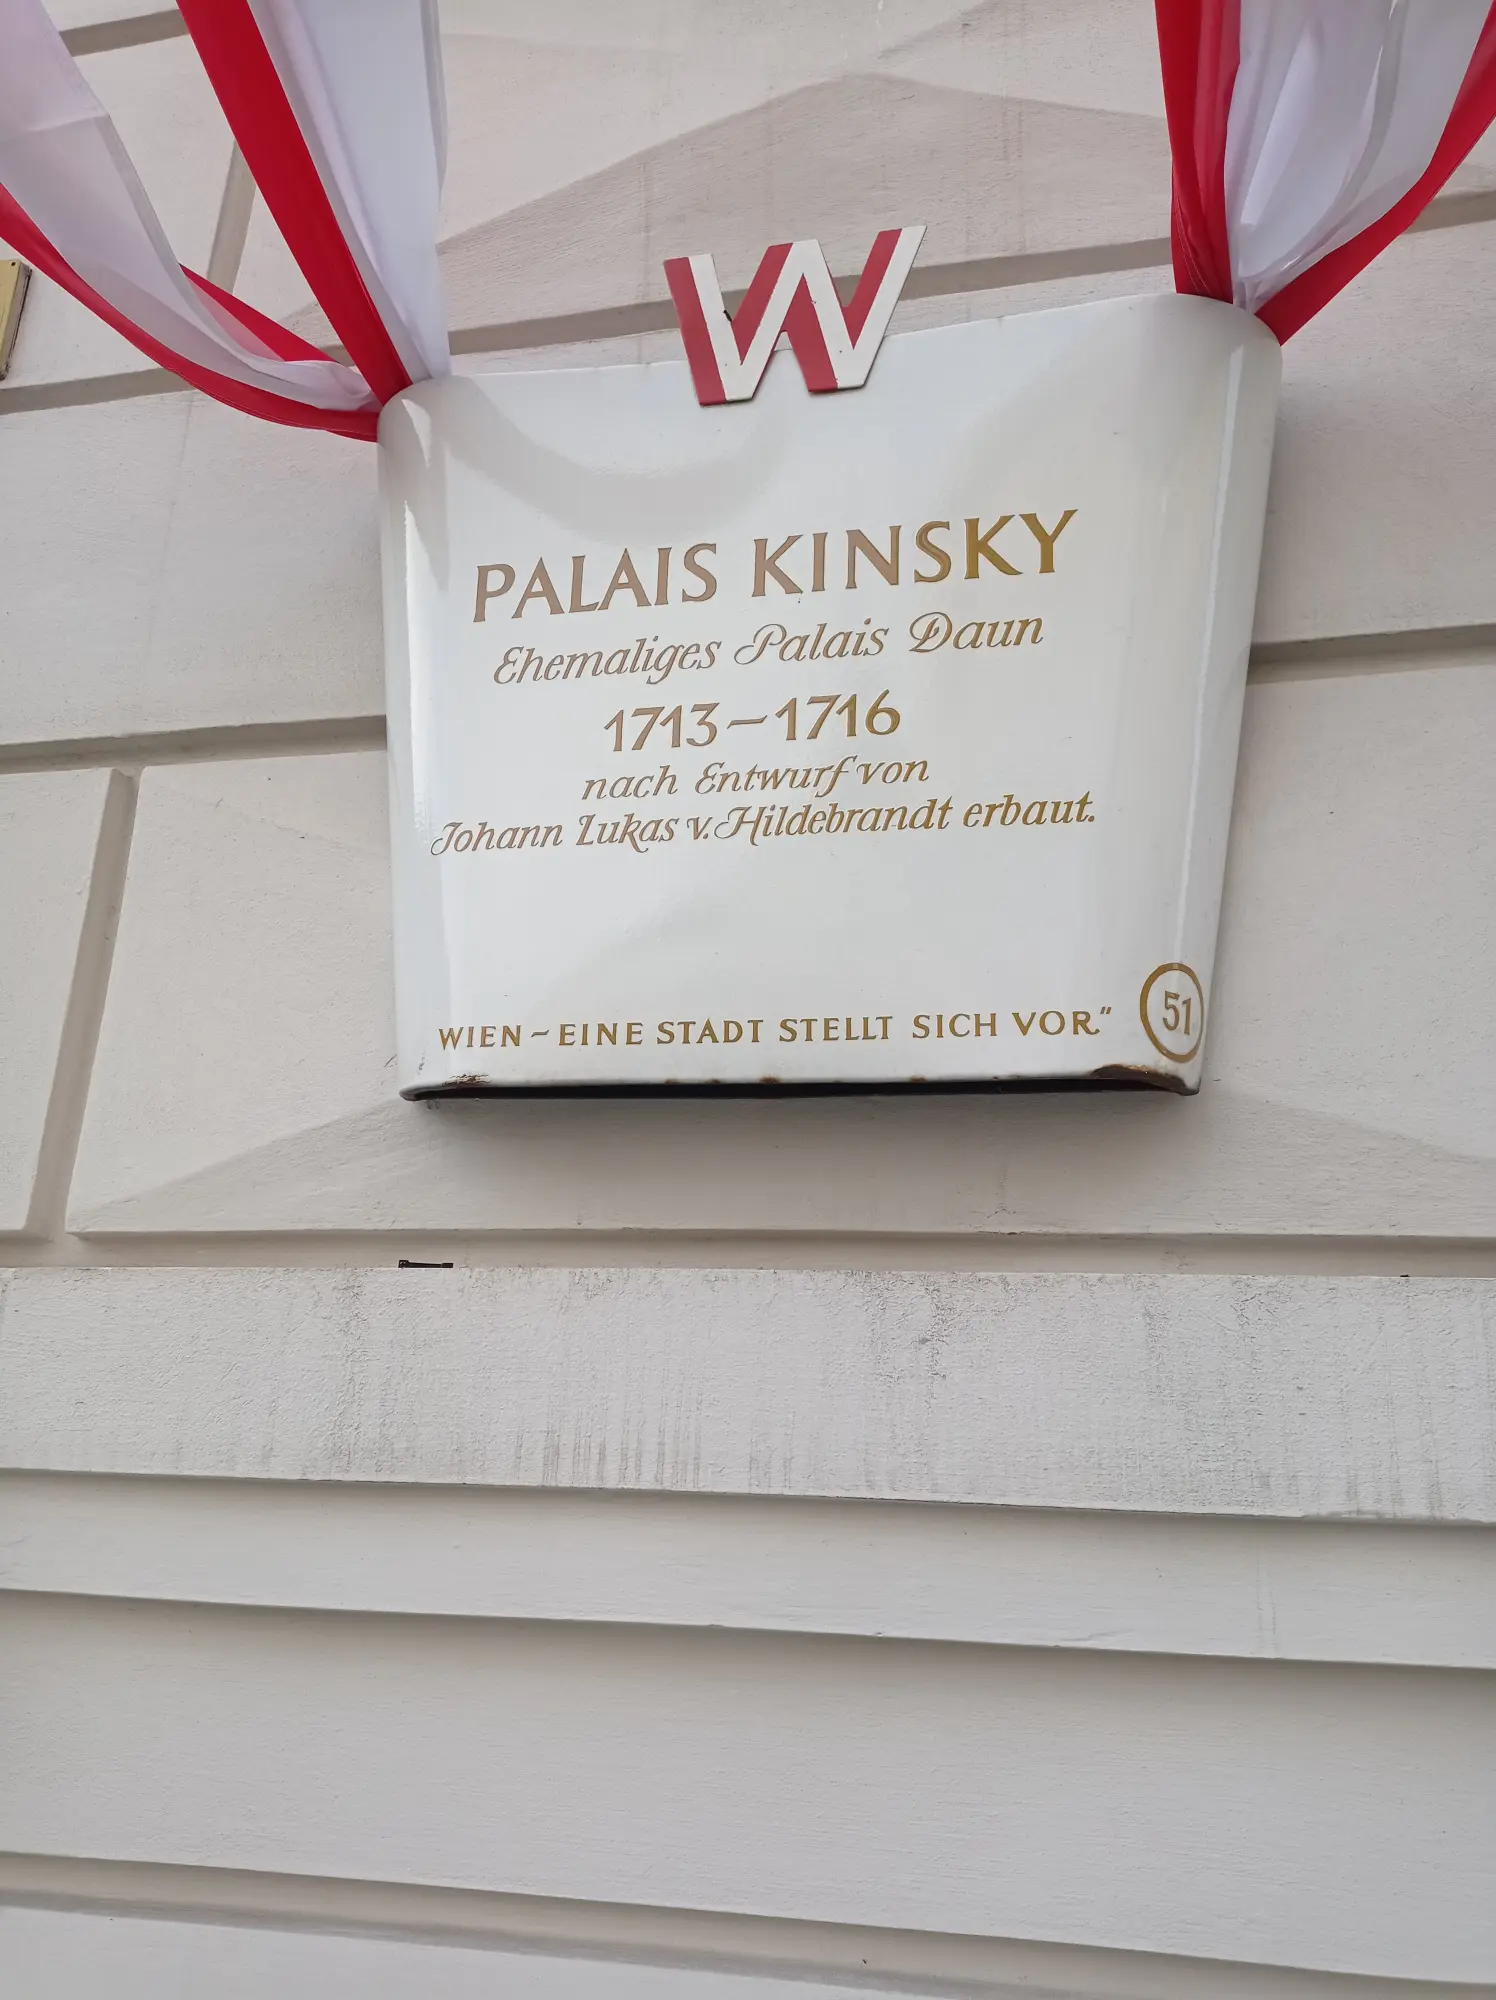 W
PALAIS KINSKY
Ehemaliges Palais Daun
1713–1716
nach Entwurf von
Johann Lukas v. Hildebrandt erbaut.
WIEN – EINE STADT STELLT SICH VOR"
51